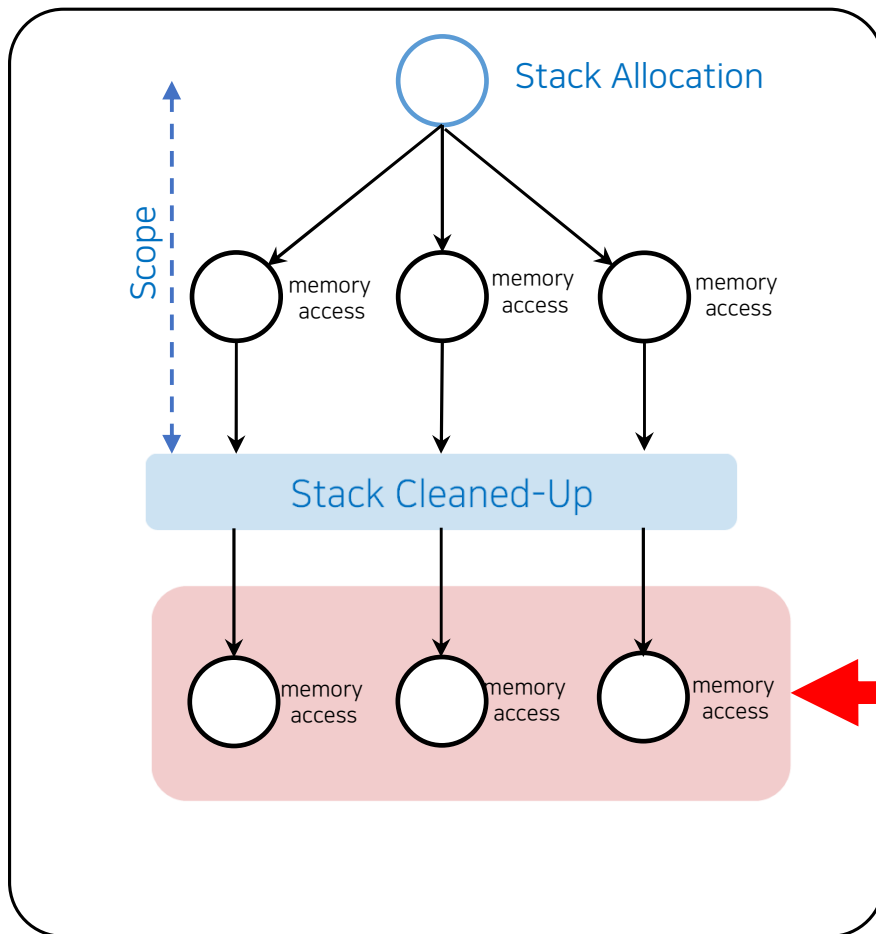 Stack Allocation
Scope
memory
access
memory
access
memory
access
Stack Cleaned-Up
memory
access
memory
access
memory
access